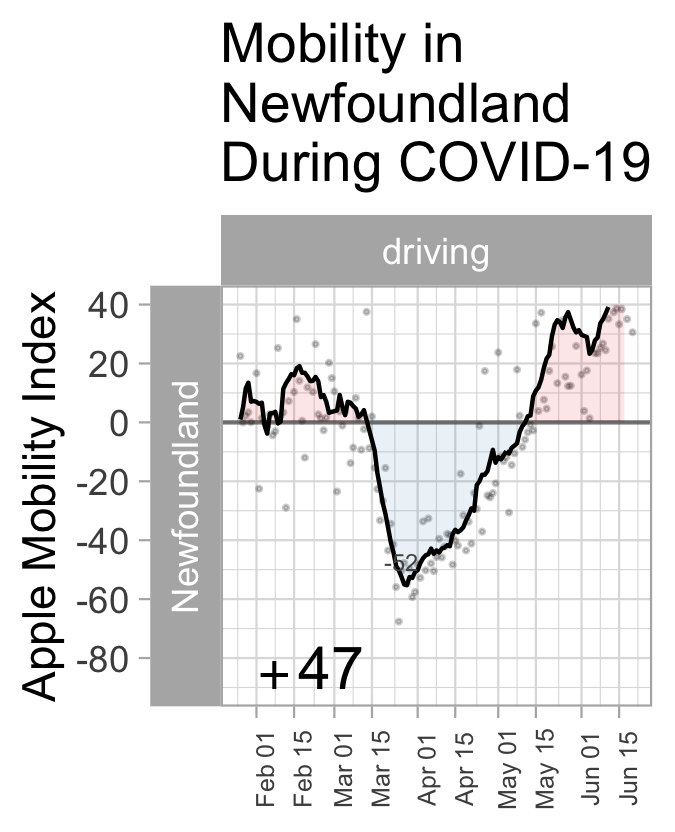 Mobility in
Newfoundland
During COVID-19
driving
Apple Mobility Index
Newfoundland
40
20
0
-20
-40
-60
-80
-52
+47
Feb 01
Feb 15
Mar 01
Mar 15
Apr 01
Apr 15
May 01
May 15
Jun 01
Jun 15